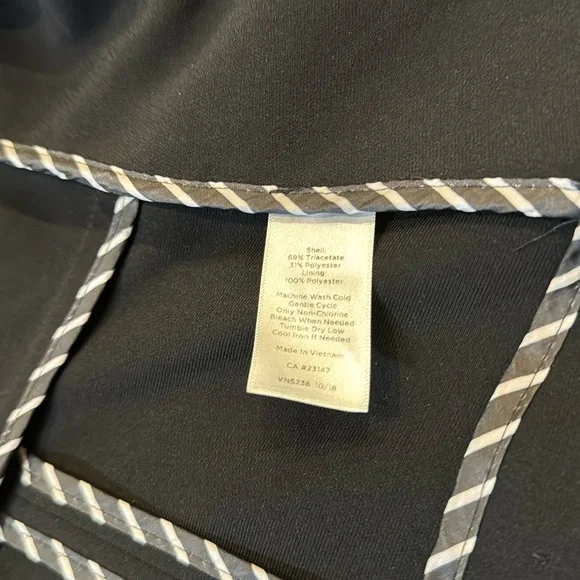 Shell:
69% Triacetate
31% Polyester
Lining:
100% Polyester
Machine Wash Cold
Gentle Cycle
Only Non-Chlorine
Bleach When Needed
Tumble Dry Low
Cool Iron If Needed
Made In Vietnam
CA #23147
VN5238 10/18